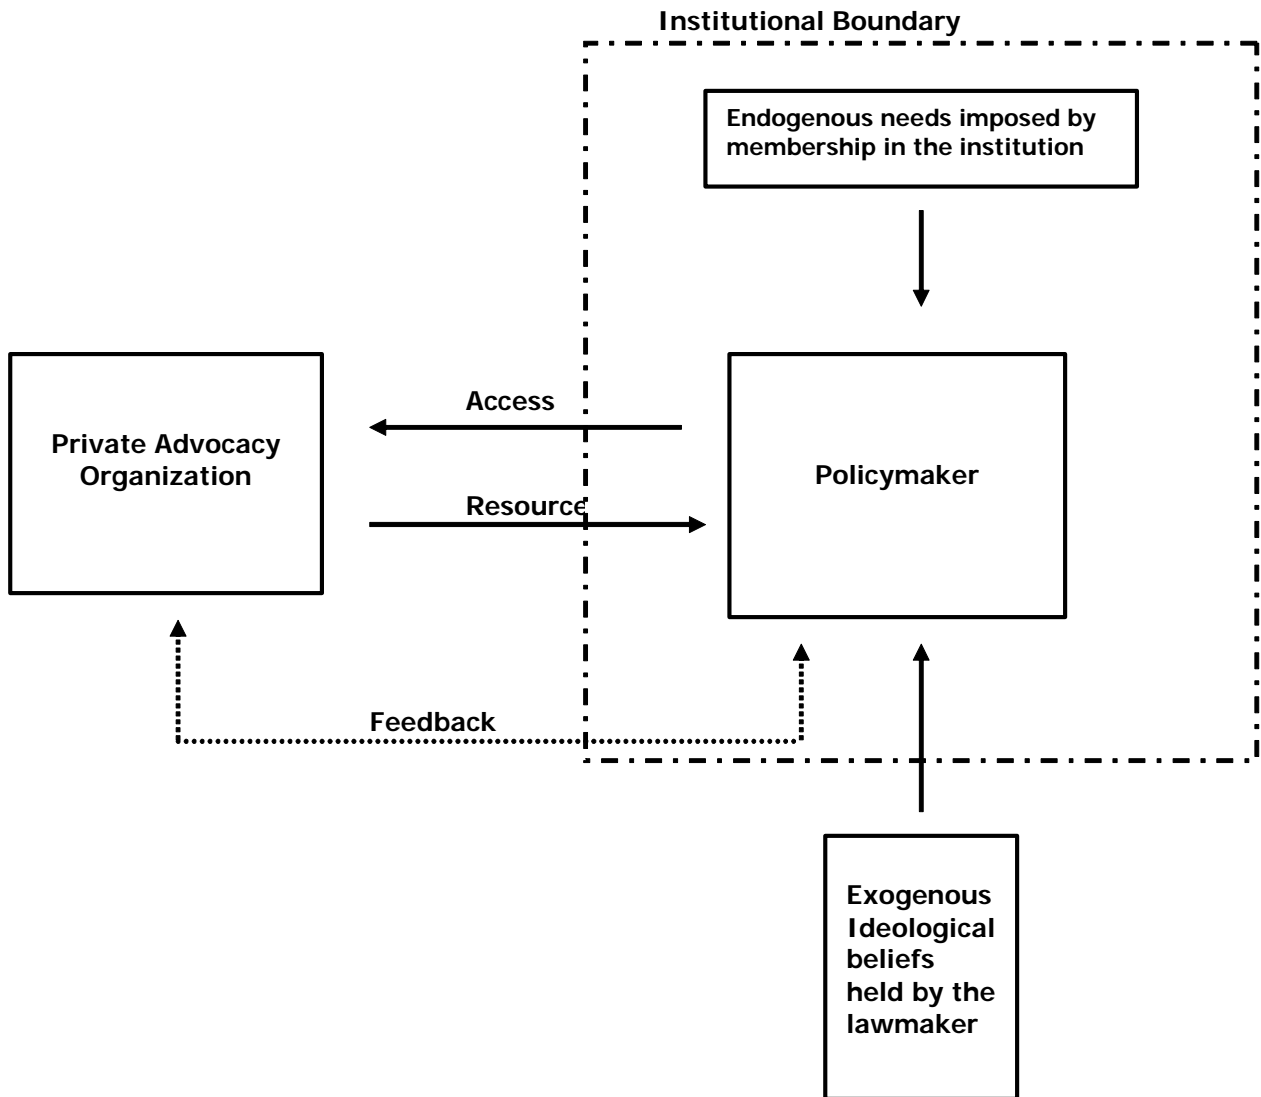 Institutional Boundary
Endogenous needs imposed by
membership in the institution
Access
Private Advocacy
Organization
Policymaker
Resource
Feedback
Exogenous
Ideological
beliefs
held by the
lawmaker